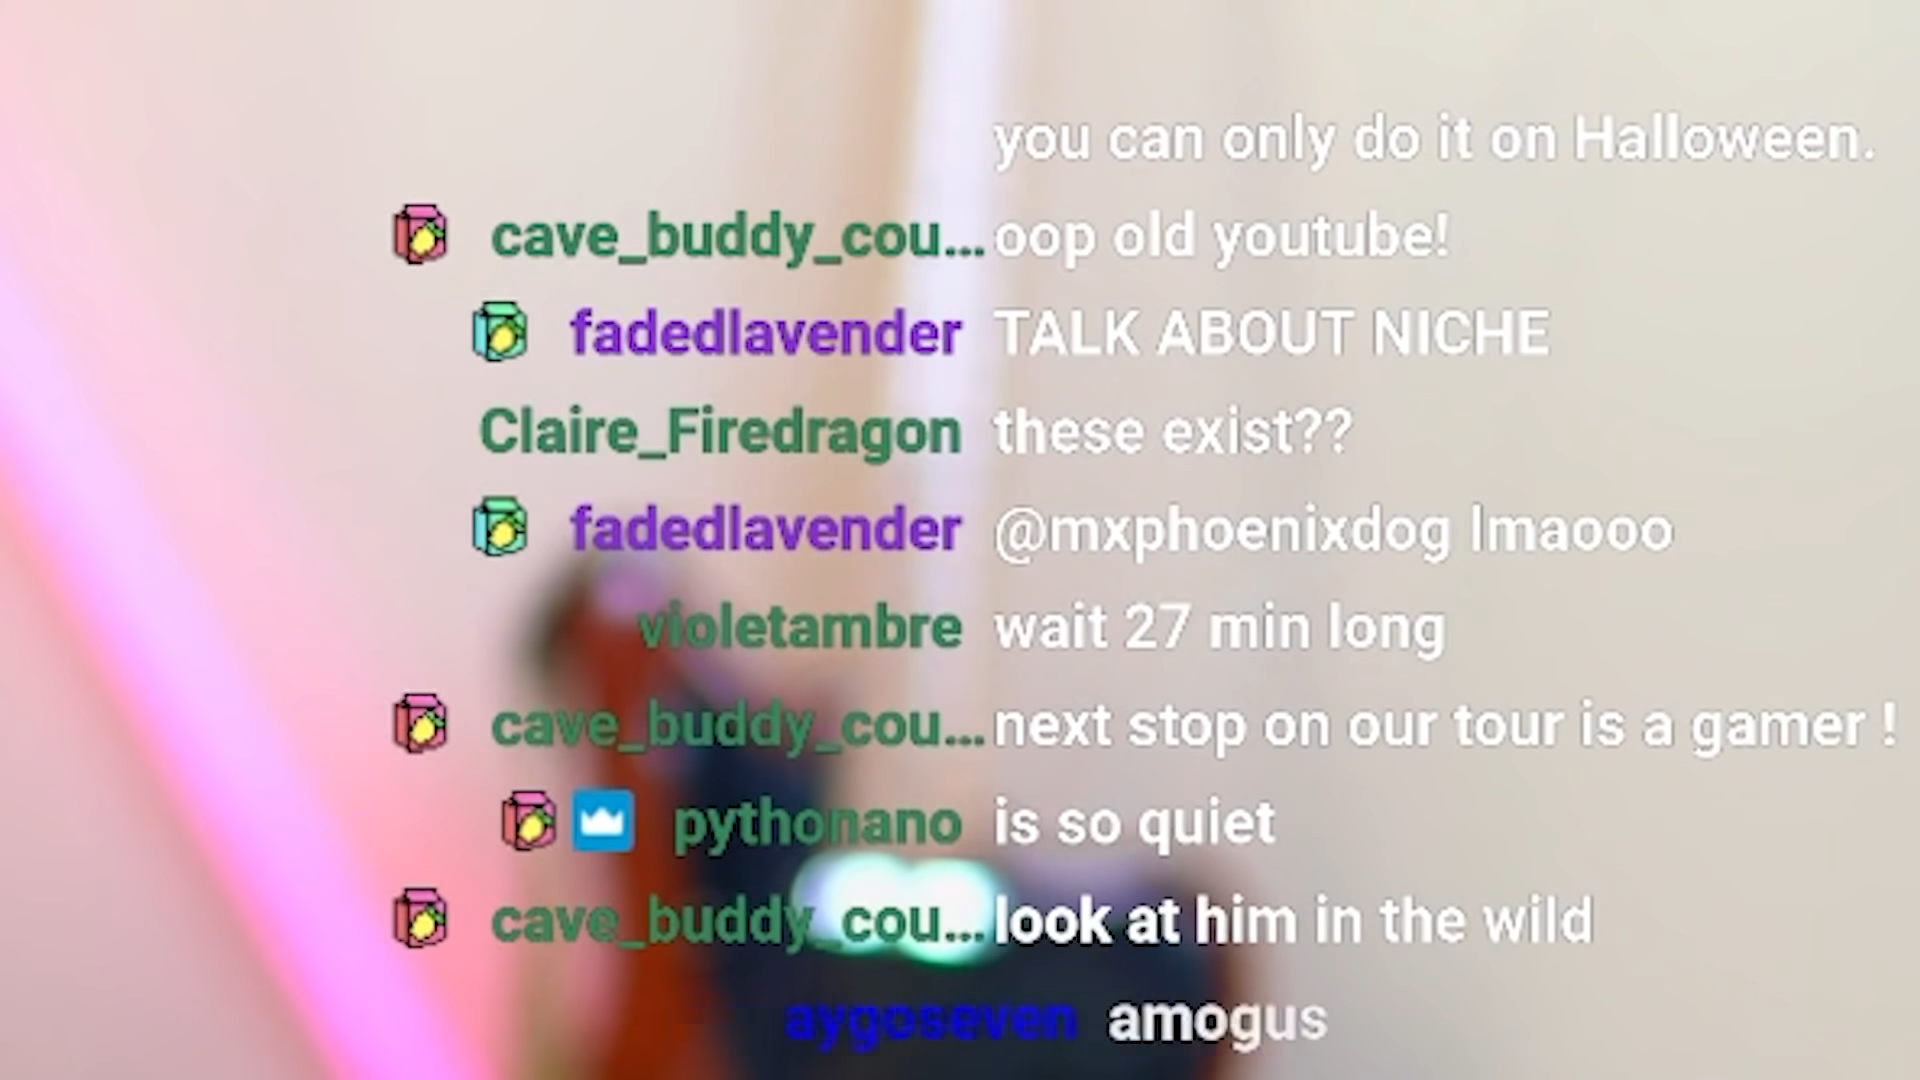 you can only do it on Halloween.
cave_buddy_cou... oop old youtube!
fadedlavender TALK ABOUT NICHE
Claire_Firedragon these exist??
fadedlavender @mxphoenixdog lmaooo
violetambre wait 27 min long
cave_buddy_cou... next stop on our tour is a gamer !
pythonano is so quiet
cave_buddy_cou... look at him in the wild
aygoseven amogus